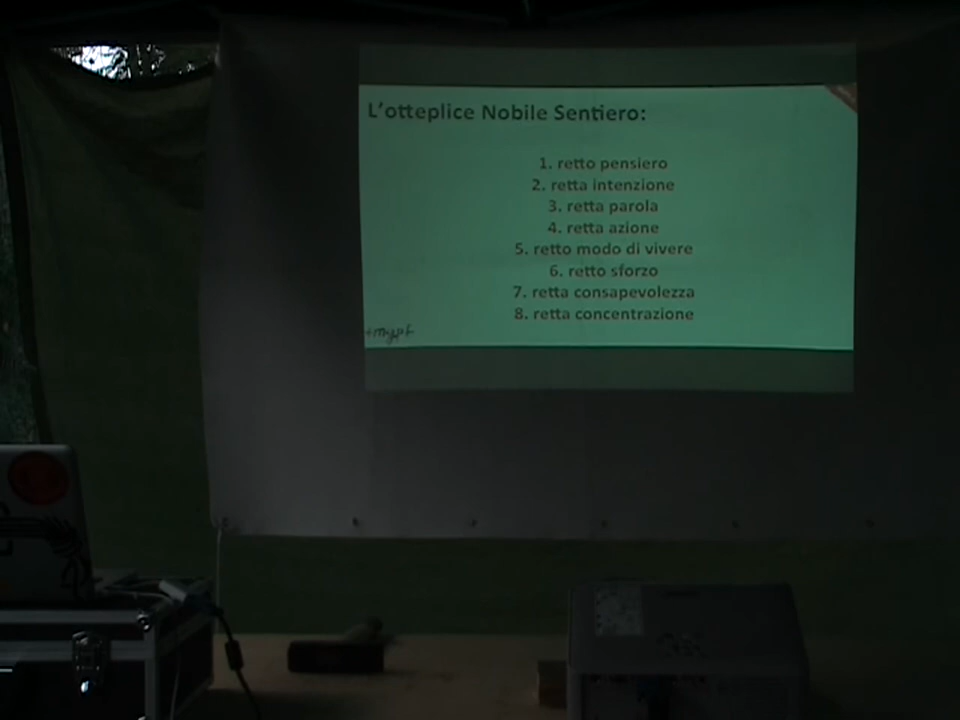 L'otteplice Nobile Sentiero:
1. retto pensiero
2. retta intenzione
3. retta parola
4. retta azione
5. retto modo di vivere
6. retto sforzo
7. retta consapevolezza
8. retta concentrazione